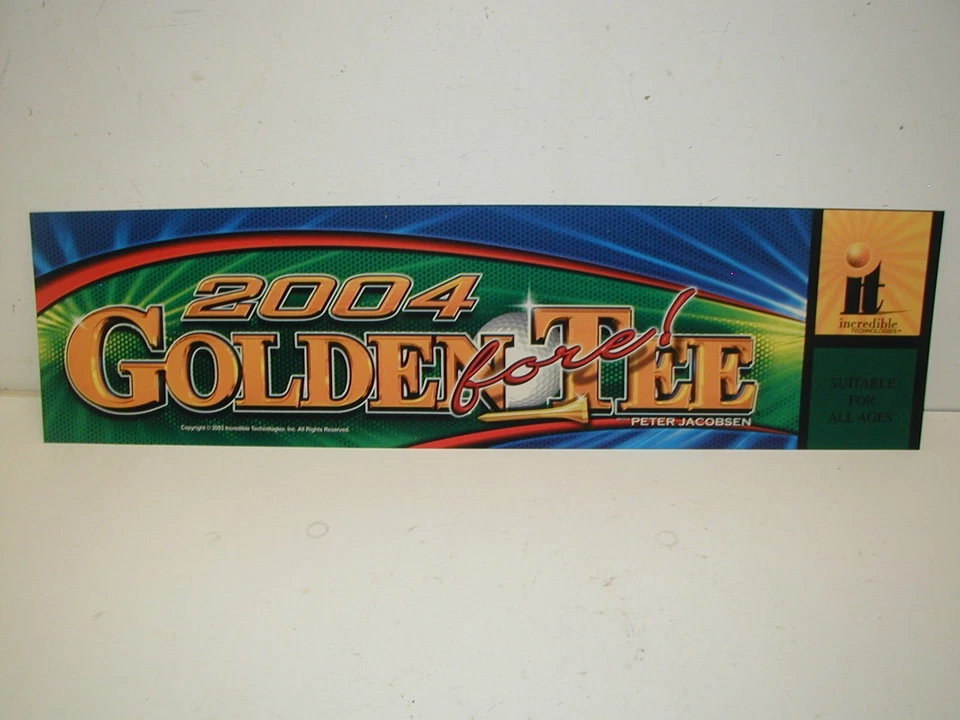 2004
GOLDEN TEE
fore!
PETER JACOBSEN
Copyright © 2003 Incredible Technologies, Inc. All Rights Reserved.
it
incredible
TECHNOLOGIES
SUITABLE
FOR
ALL AGES